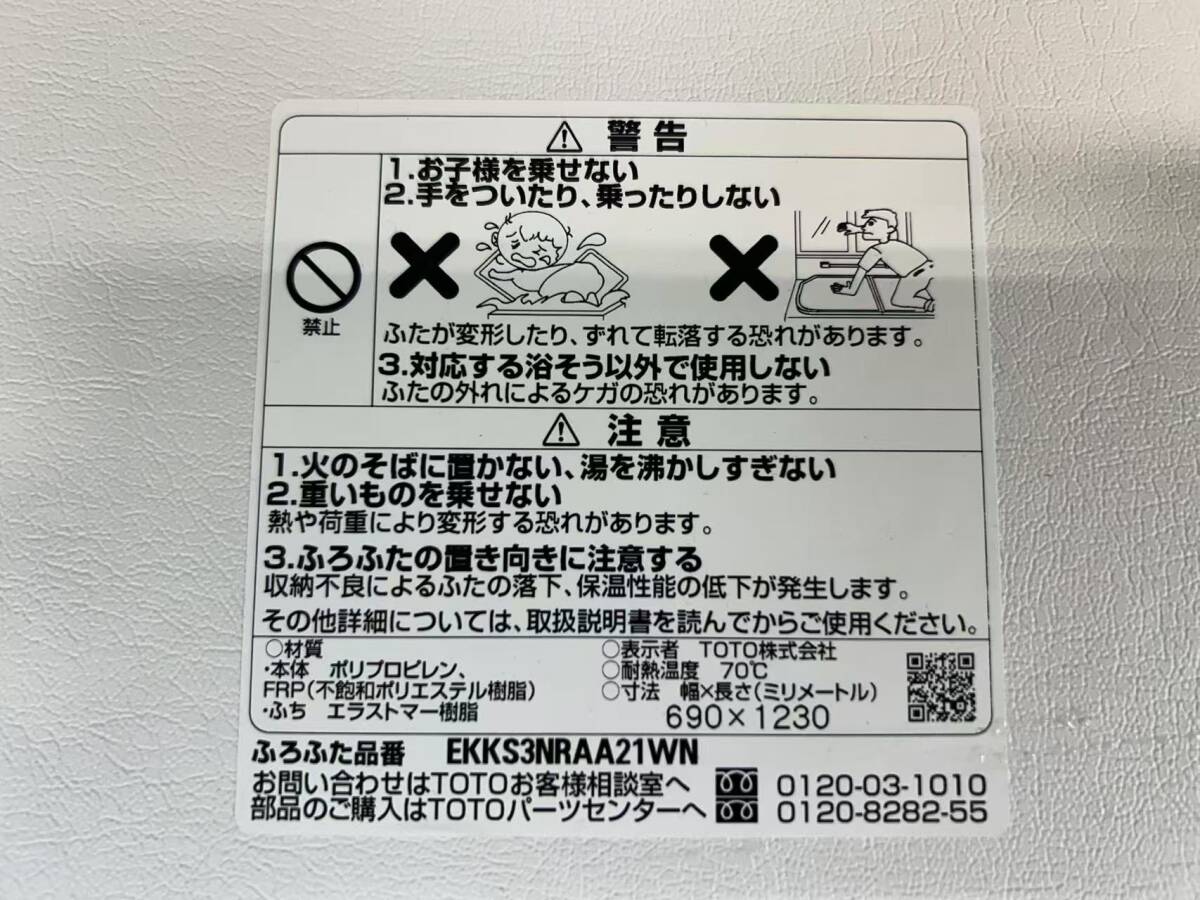 ⚠ 警告
1.お子様を乗せない
2.手をついたり、乗ったりしない
禁止
ふたが変形したり、ずれて転落する恐れがあります。
3.対応する浴そう以外で使用しない
ふたの外れによるケガの恐れがあります。
⚠ 注意
1.火のそばに置かない、湯を沸かしすぎない
2.重いものを乗せない
熱や荷重により変形する恐れがあります。
3.ふろふたの置き向きに注意する
収納不良によるふたの落下、保温性能の低下が発生します。
その他詳細については、取扱説明書を読んでからご使用ください。
○材質
・本体 ポリプロピレン、
FRP(不飽和ポリエステル樹脂)
・ふち エラストマー樹脂
○表示者 TOTO株式会社
○耐熱温度 70℃
○寸法 幅×長さ(ミリメートル)
690×1230
ふろふた品番 EKKS3NRAA21WN
お問い合わせはTOTOお客様相談室へ 0120-03-1010
部品のご購入はTOTOパーツセンターへ 0120-8282-55